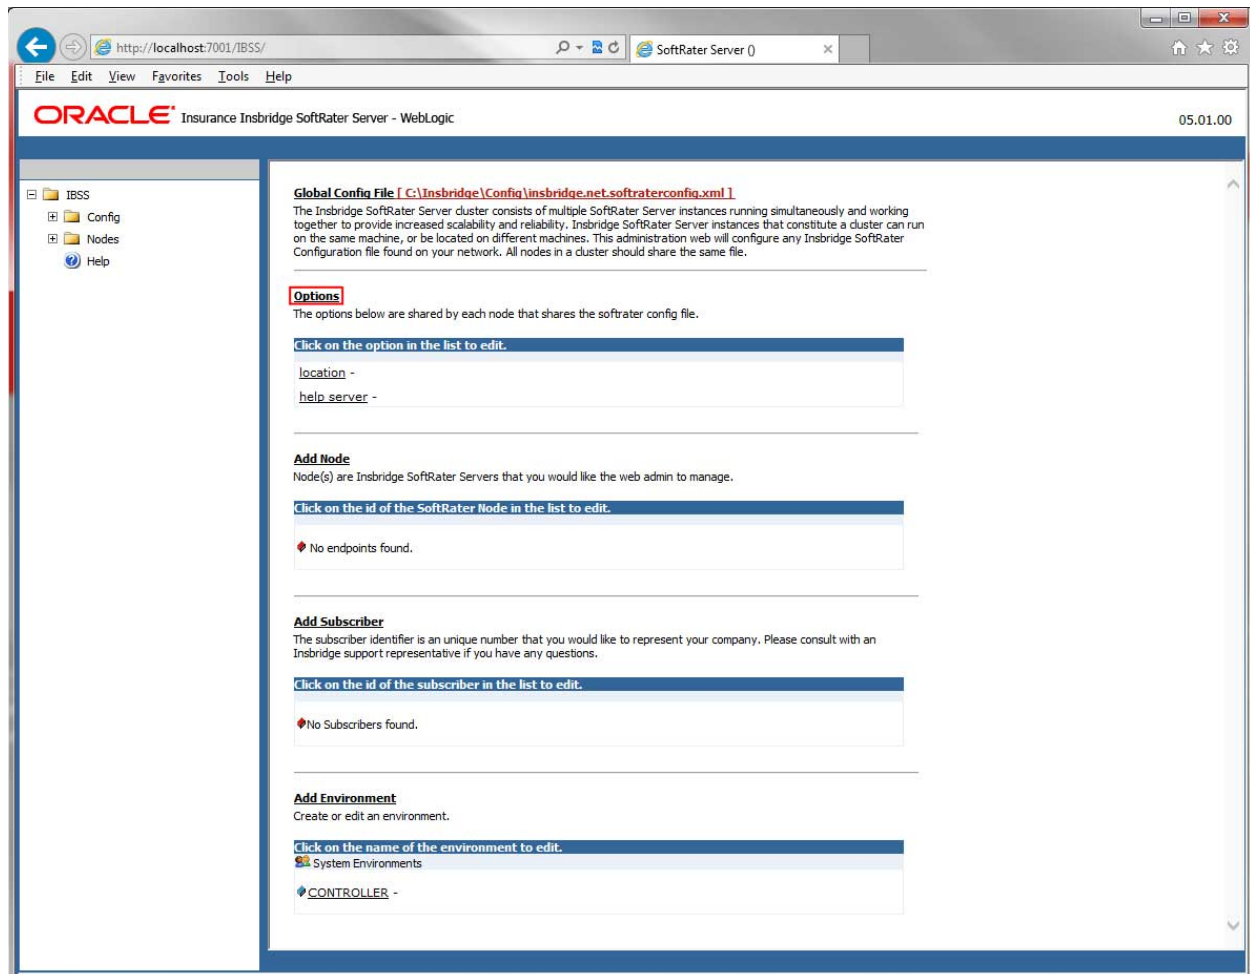 http://localhost:7001/IBSS/
SoftRater Server ()
File Edit View Favorites Tools Help
ORACLE Insurance Insbridge SoftRater Server - WebLogic
05.01.00
IBSS
Config
Nodes
Help
Global Config File [ C:\Insbridge\Config\insbridge.net.softraterconfig.xml ]
The Insbridge SoftRater Server cluster consists of multiple SoftRater Server instances running simultaneously and working
together to provide increased scalability and reliability. Insbridge SoftRater Server instances that constitute a cluster can run
on the same machine, or be located on different machines. This administration web will configure any Insbridge SoftRater
Configuration file found on your network. All nodes in a cluster should share the same file.
Options
The options below are shared by each node that shares the softrater config file.
Click on the option in the list to edit.
location -
help server -
Add Node
Node(s) are Insbridge SoftRater Servers that you would like the web admin to manage.
Click on the id of the SoftRater Node in the list to edit.
No endpoints found.
Add Subscriber
The subscriber identifier is an unique number that you would like to represent your company. Please consult with an
Insbridge support representative if you have any questions.
Click on the id of the subscriber in the list to edit.
No Subscribers found.
Add Environment
Create or edit an environment.
Click on the name of the environment to edit.
System Environments
CONTROLLER -